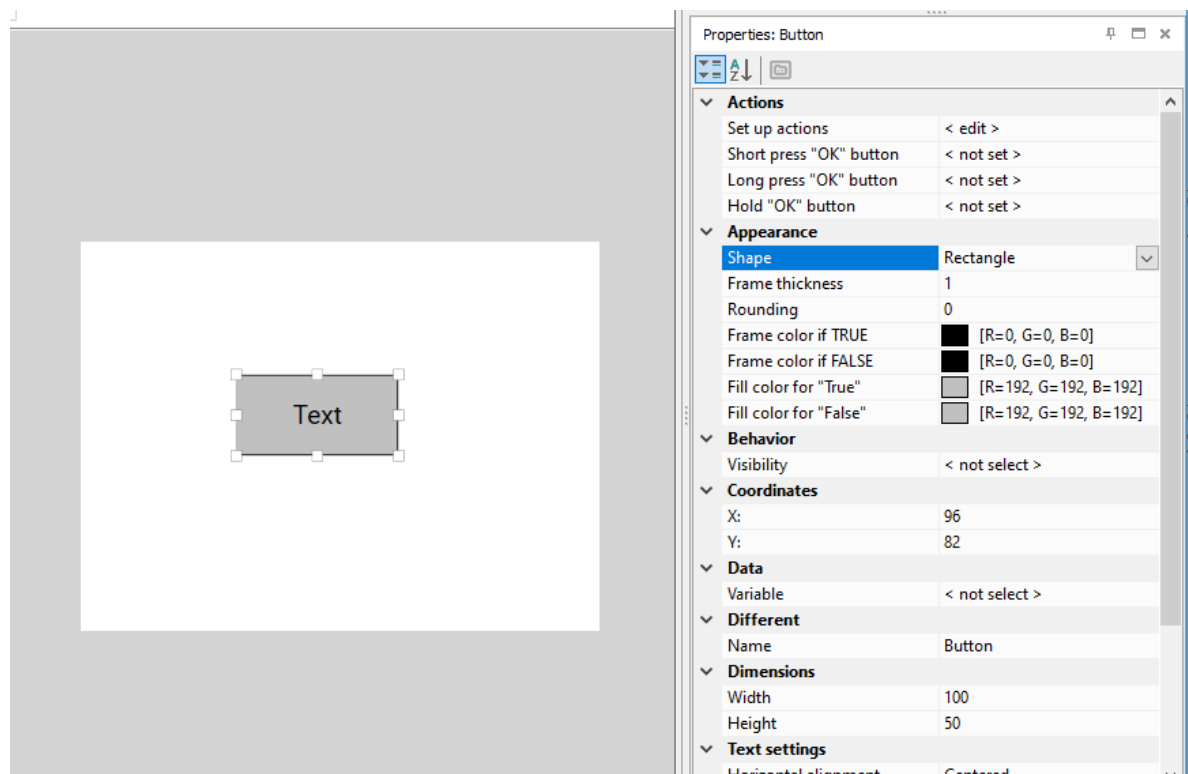 Properties: Button
Actions
Set up actions < edit >
Short press "OK" button < not set >
Long press "OK" button < not set >
Hold "OK" button < not set >
Appearance
Shape Rectangle
Frame thickness 1
Rounding 0
Frame color if TRUE [R=0, G=0, B=0]
Frame color if FALSE [R=0, G=0, B=0]
Fill color for "True" [R=192, G=192, B=192]
Fill color for "False" [R=192, G=192, B=192]
Text
Behavior
Visibility < not select >
Coordinates
X: 96
Y: 82
Data
Variable < not select >
Different
Name Button
Dimensions
Width 100
Height 50
Text settings
Horizontal alignment Centered